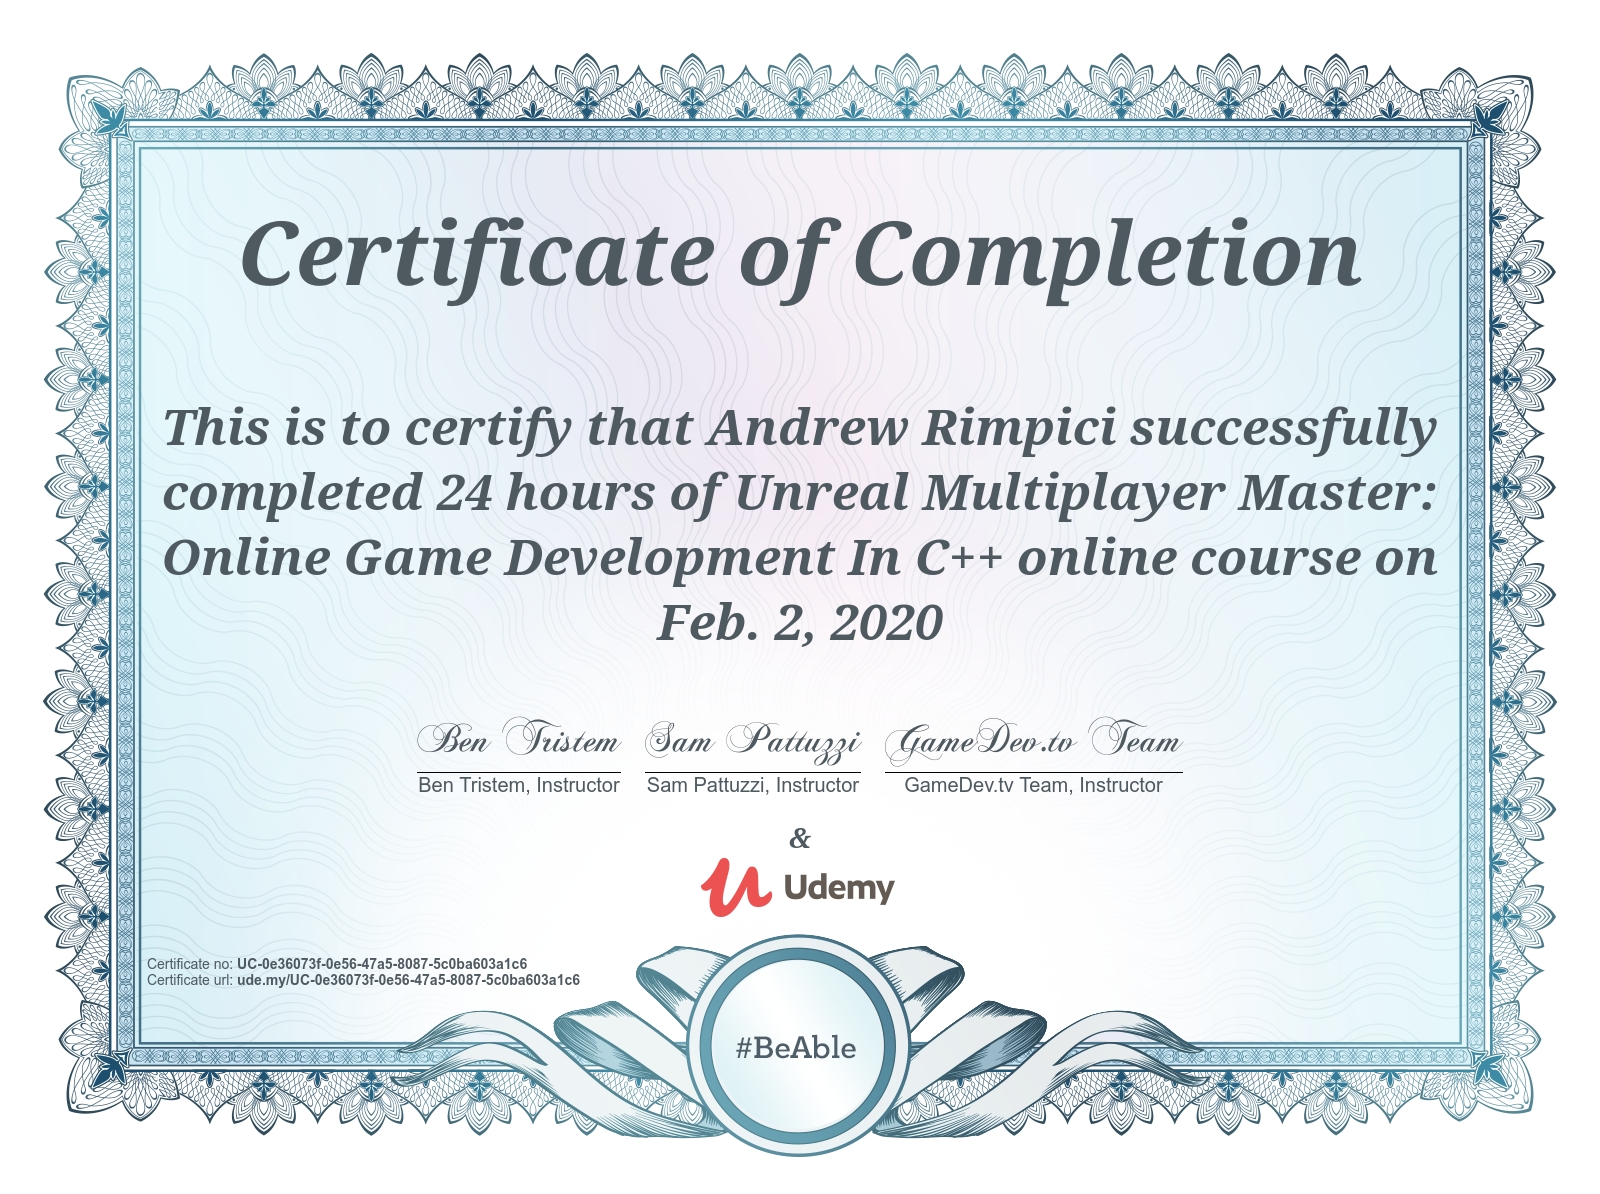 Certificate of Completion
This is to certify that Andrew Rimpici successfully
completed 24 hours of Unreal Multiplayer Master:
Online Game Development In C++ online course on
Feb. 2, 2020
Ben Tristem Sam Pattuzzi GameDev.tv Team
Ben Tristem, Instructor Sam Pattuzzi, Instructor GameDev.tv Team, Instructor
&
Udemy
Certificate no: UC-0e36073f-0e56-47a5-8087-5c0ba603a1c6
Certificate url: ude.my/UC-0e36073f-0e56-47a5-8087-5c0ba603a1c6
#BeAble